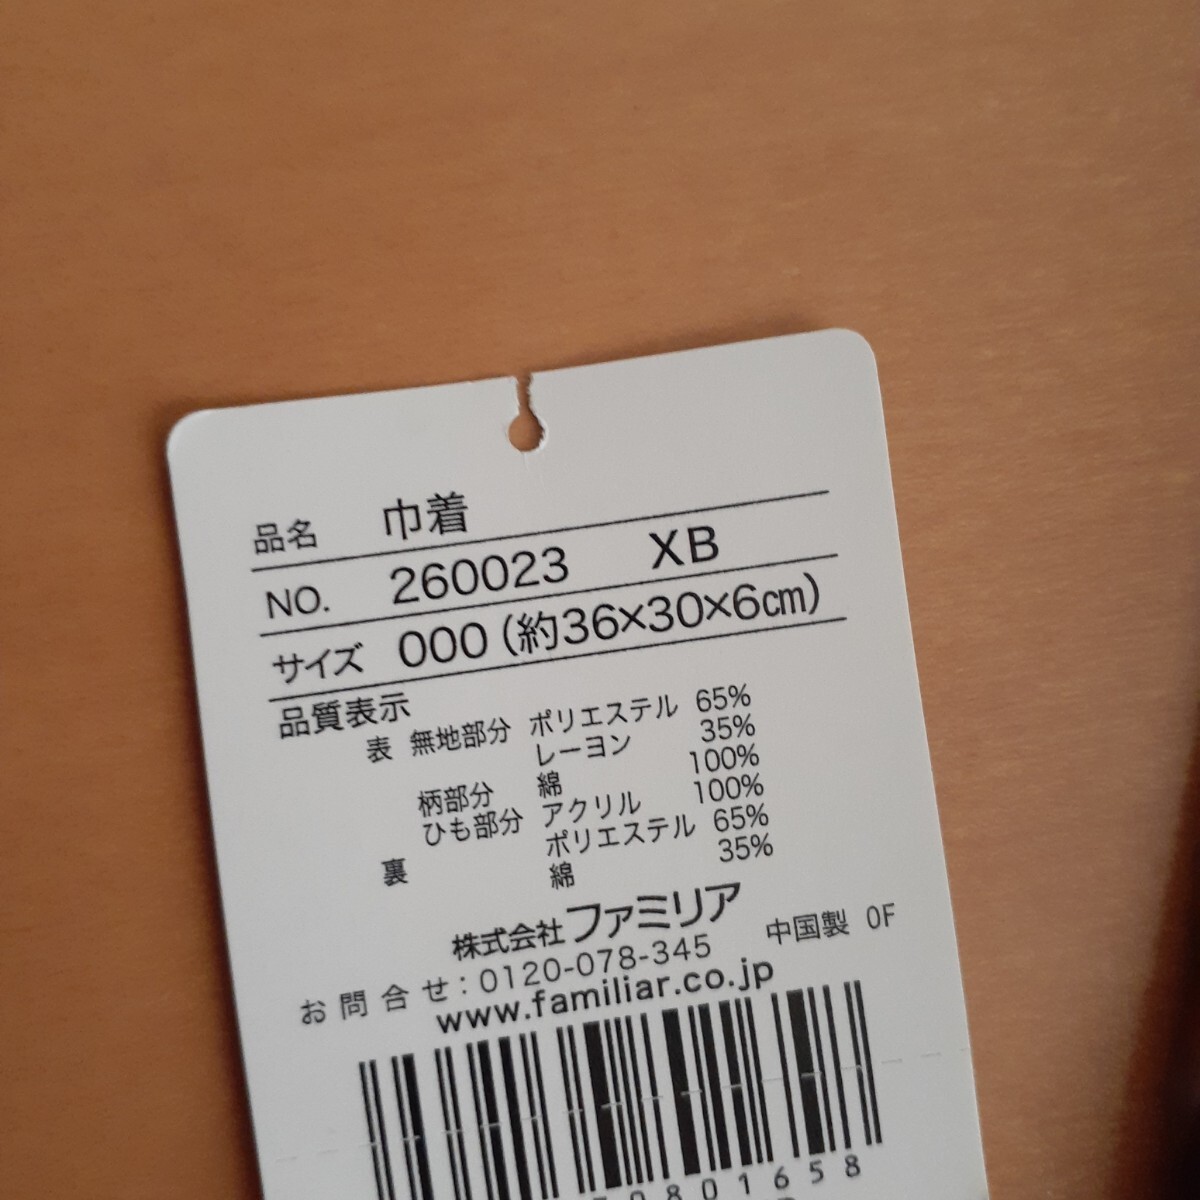 品名 巾着
NO. 260023 XB
サイズ 000 (約36×30×6cm)
品質表示
表 無地部分 ポリエステル 65%
レーヨン 35%
柄部分 綿 100%
ひも部分 アクリル 100%
裏 ポリエステル 65%
綿 35%
株式会社ファミリア 中国製 0F
お問合せ:0120-078-345
www.familiar.co.jp
0801658